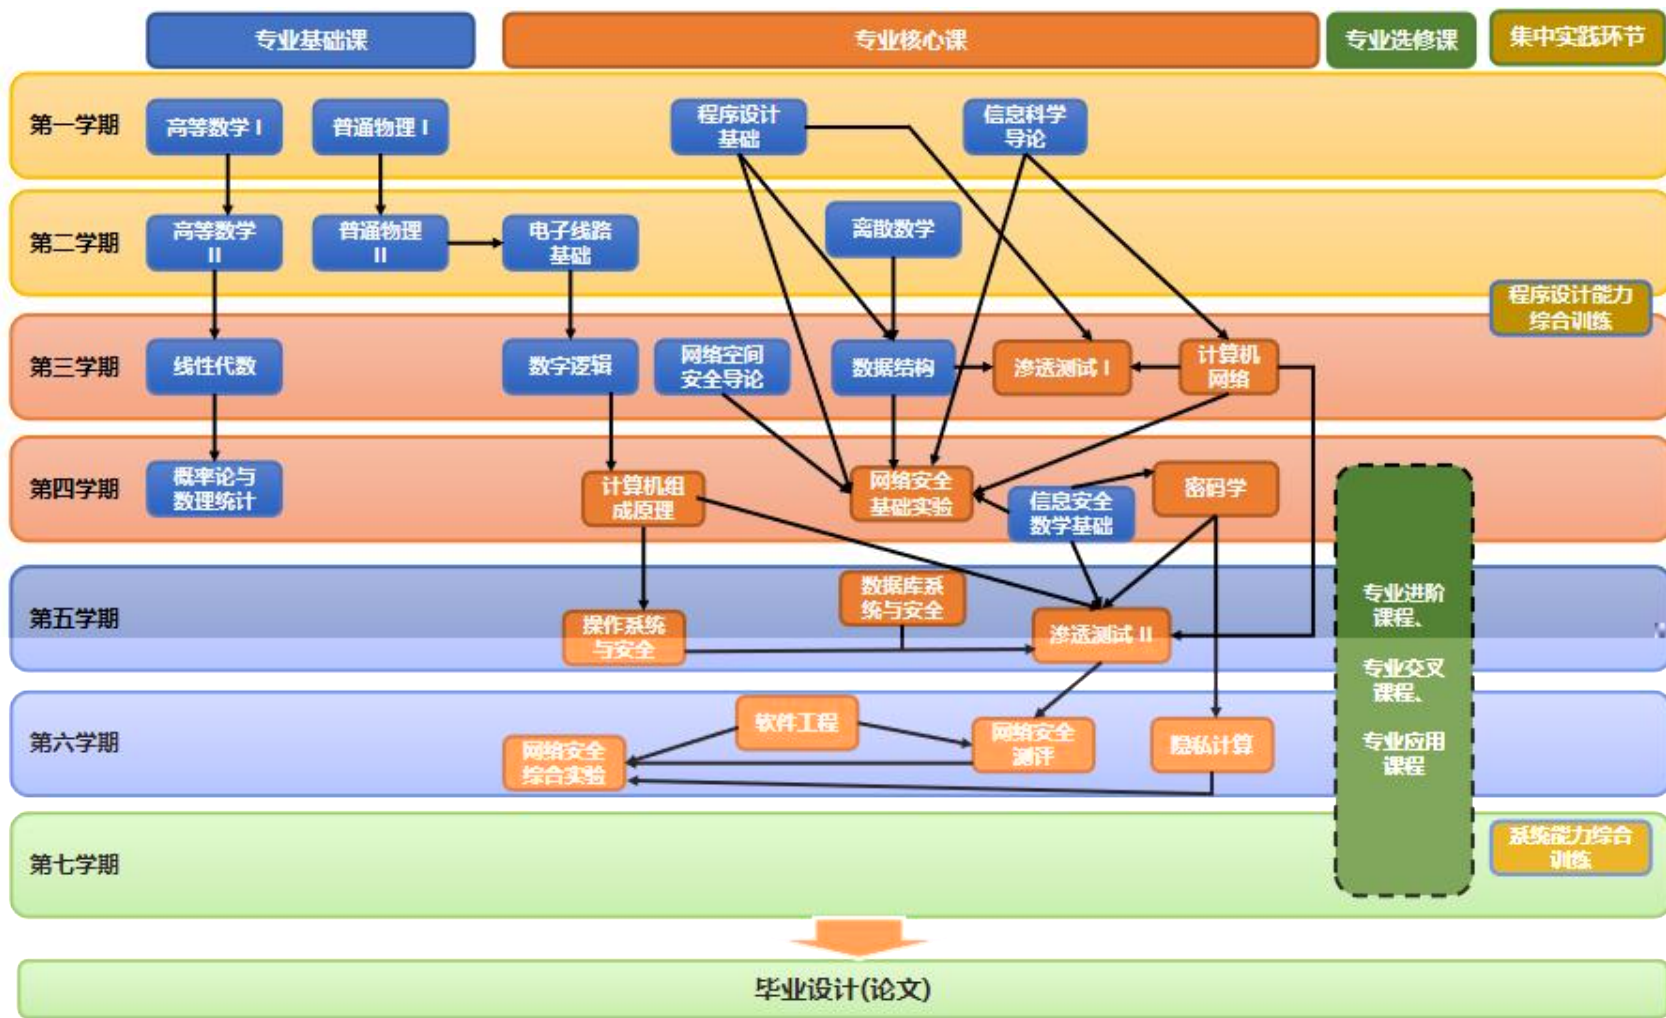 专业基础课
专业核心课
专业选修课
集中实践环节
第一学期
高等数学 I
普通物理 I
程序设计
基础
信息科学
导论
第二学期
高等数学
II
普通物理
II
电子线路
基础
离散数学
程序设计能力
综合训练
第三学期
线性代数
数字逻辑
网络空间
安全导论
数据结构
渗透测试 I
计算机
网络
第四学期
概率论与
数理统计
计算机组
成原理
网络安全
基础实验
信息安全
数学基础
密码学
第五学期
操作系统
与安全
数据库系
统与安全
渗透测试 II
专业进阶
课程、
专业交叉
课程、
专业应用
课程
第六学期
网络安全
综合实验
软件工程
网络安全
测评
隐私计算
第七学期
系统能力综合
训练
毕业设计(论文)